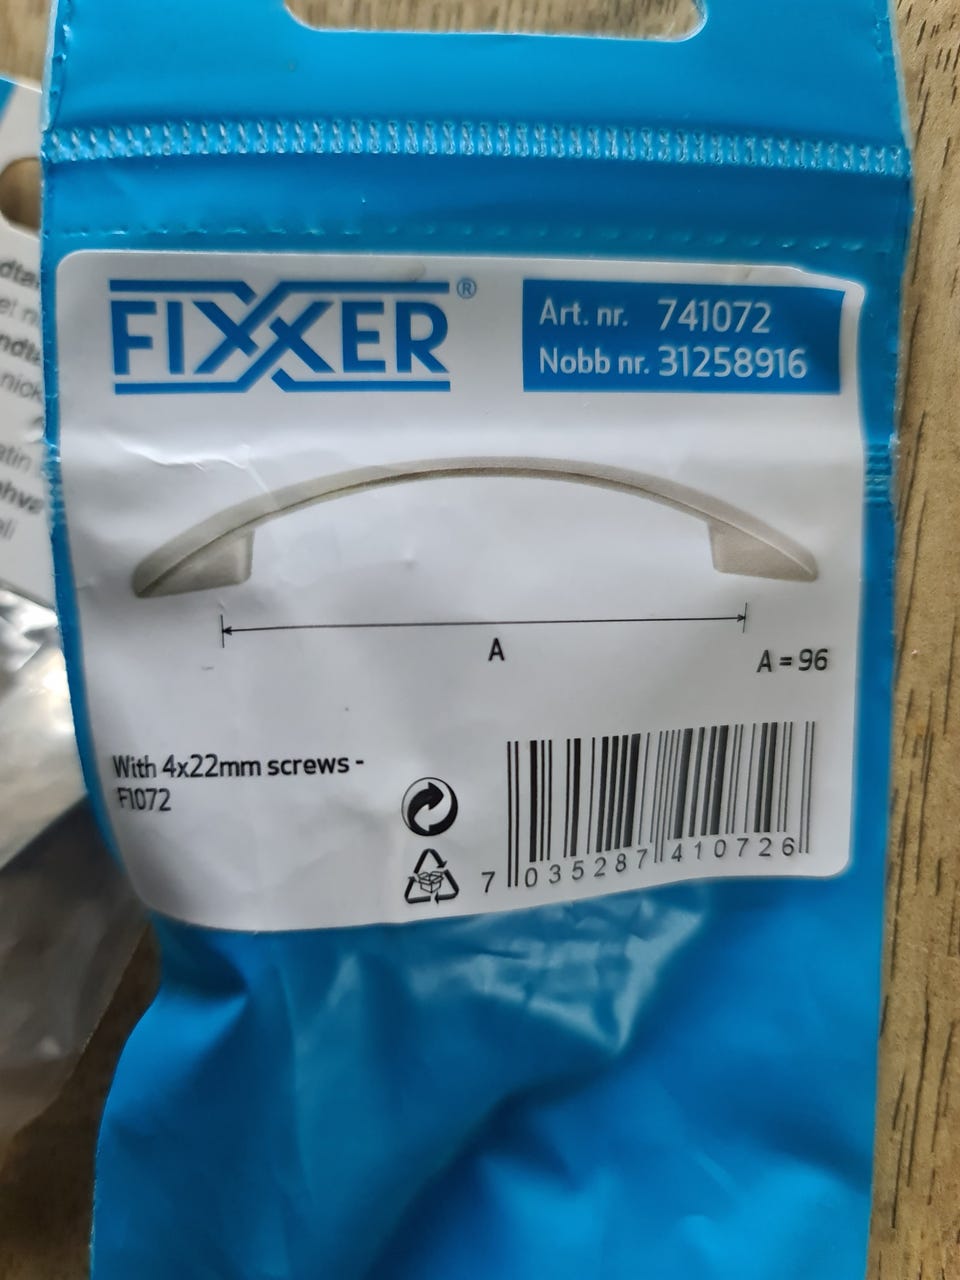 FIXXER®
Art. nr. 741072
Nobb nr. 31258916
A
A = 96
With 4x22mm screws -
F1072
7 035287 410726